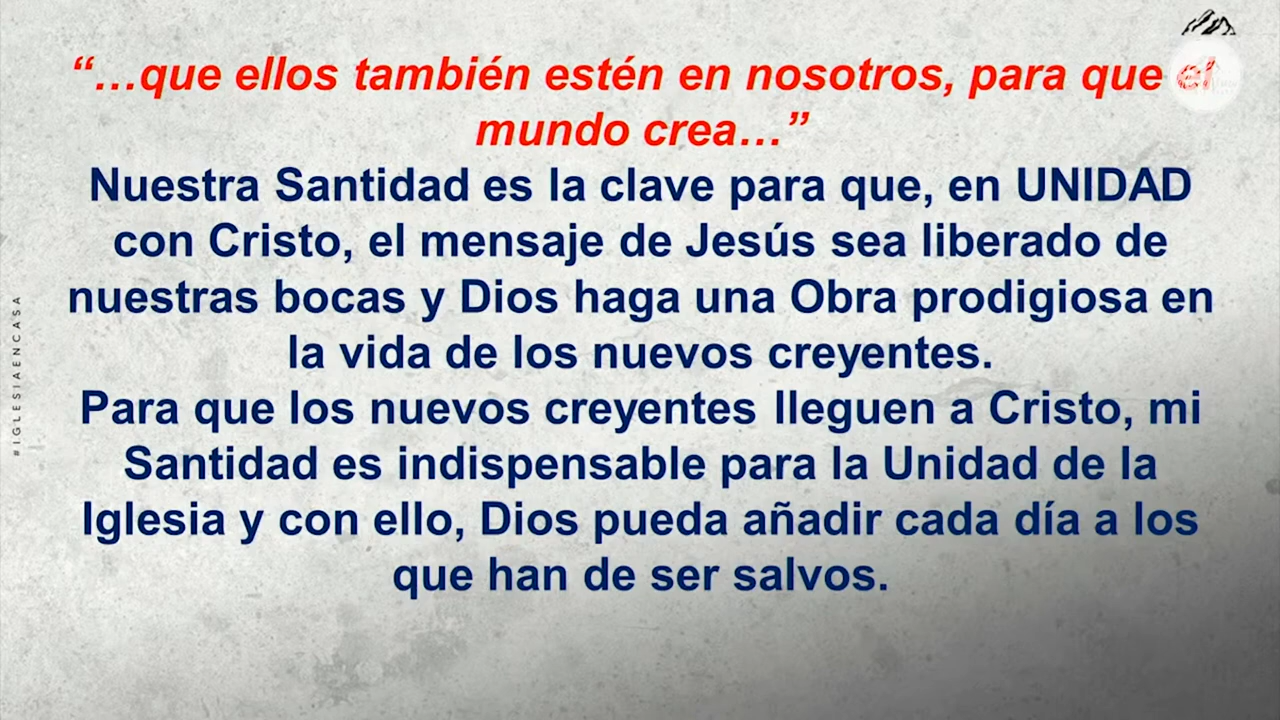 “…que ellos también estén en nosotros, para que el
mundo crea…”
Nuestra Santidad es la clave para que, en UNIDAD
con Cristo, el mensaje de Jesús sea liberado de
nuestras bocas y Dios haga una Obra prodigiosa en
la vida de los nuevos creyentes.
Para que los nuevos creyentes lleguen a Cristo, mi
Santidad es indispensable para la Unidad de la
Iglesia y con ello, Dios pueda añadir cada día a los
que han de ser salvos.
#IGLESIAENCASA